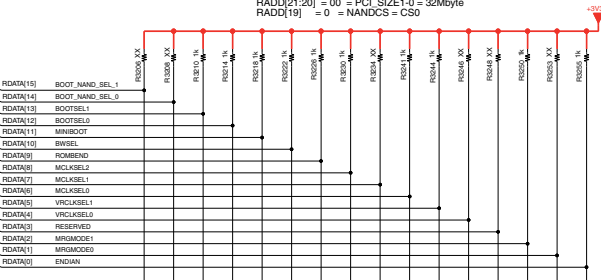 RADD[21:20] = 00 = PCI_SIZE1-0 = 32Mbyte
RADD[19] = 0 = NANDCS = CS0
+3V3
R3206 XX
R3208 XX
R3210 1k
R3214 1k
R3218 1k
R3222 1k
R3226 1k
R3230 1k
R3234 XX
R3241 1k
R3244 1k
R3246 XX
R3248 XX
R3250 1k
R3253 XX
R3255 1k
RDATA[15] BOOT_NAND_SEL_1
RDATA[14] BOOT_NAND_SEL_0
RDATA[13] BOOTSEL1
RDATA[12] BOOTSEL0
RDATA[11] MINIBOOT
RDATA[10] BWSEL
RDATA[9] ROMBEND
RDATA[8] MCLKSEL2
RDATA[7] MCLKSEL1
RDATA[6] MCLKSEL0
RDATA[5] VRCLKSEL1
RDATA[4] VRCLKSEL0
RDATA[3] RESERVED
RDATA[2] MRGMODE1
RDATA[1] MRGMODE0
RDATA[0] ENDIAN